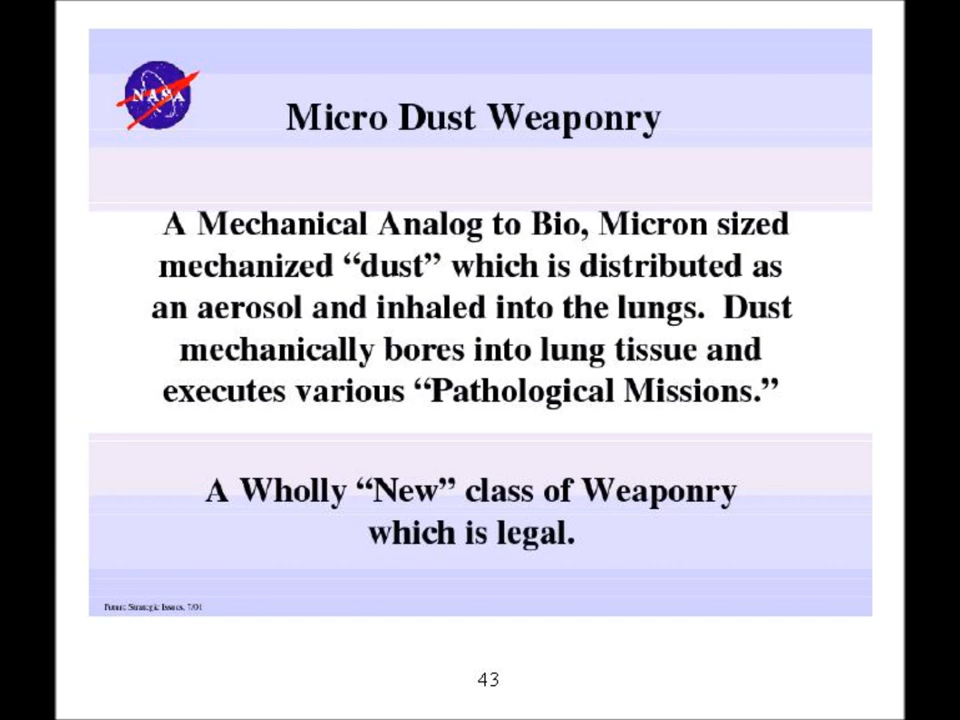 NASA
Micro Dust Weaponry
A Mechanical Analog to Bio, Micron sized
mechanized “dust” which is distributed as
an aerosol and inhaled into the lungs. Dust
mechanically bores into lung tissue and
executes various “Pathological Missions.”
A Wholly “New” class of Weaponry
which is legal.
Future Strategic Issues, 7/01
43